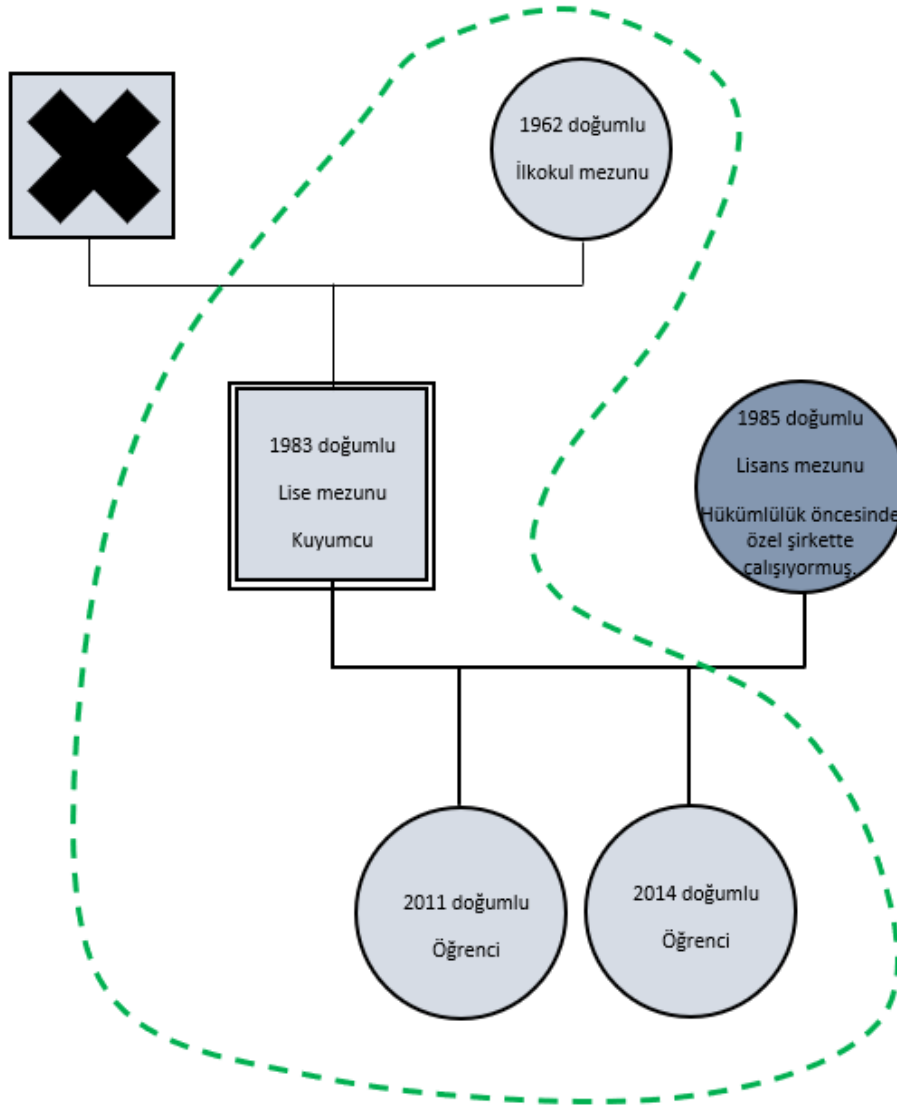 1962 doğumlu
İlkokul mezunu
1983 doğumlu
Lise mezunu
Kuyumcu
1985 doğumlu
Lisans mezunu
Hükümlülük öncesinde
özel şirkette
çalışıyormuş.
2011 doğumlu
Öğrenci
2014 doğumlu
Öğrenci